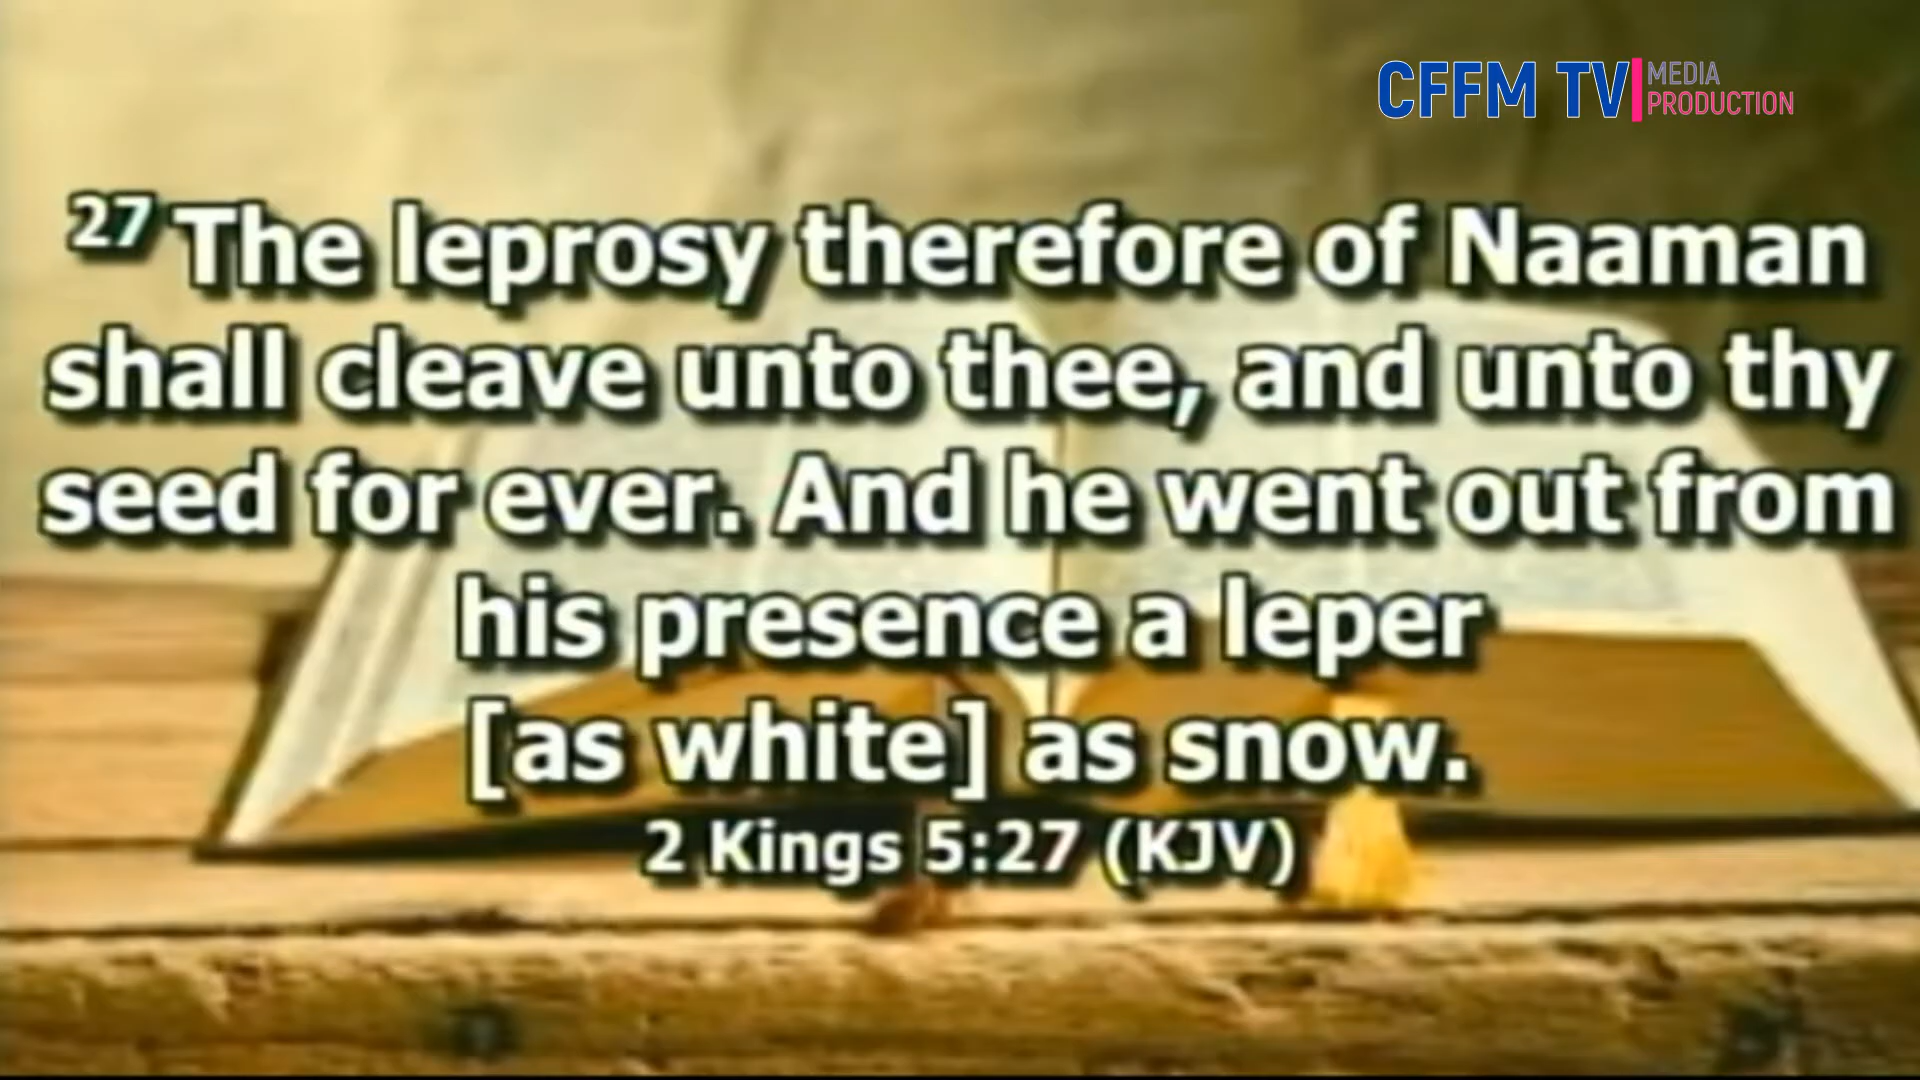 CFFM TV
MEDIA
PRODUCTION
27 The leprosy therefore of Naaman
shall cleave unto thee, and unto thy
seed for ever. And he went out from
his presence a leper
[as white] as snow.
2 Kings 5:27 (KJV)